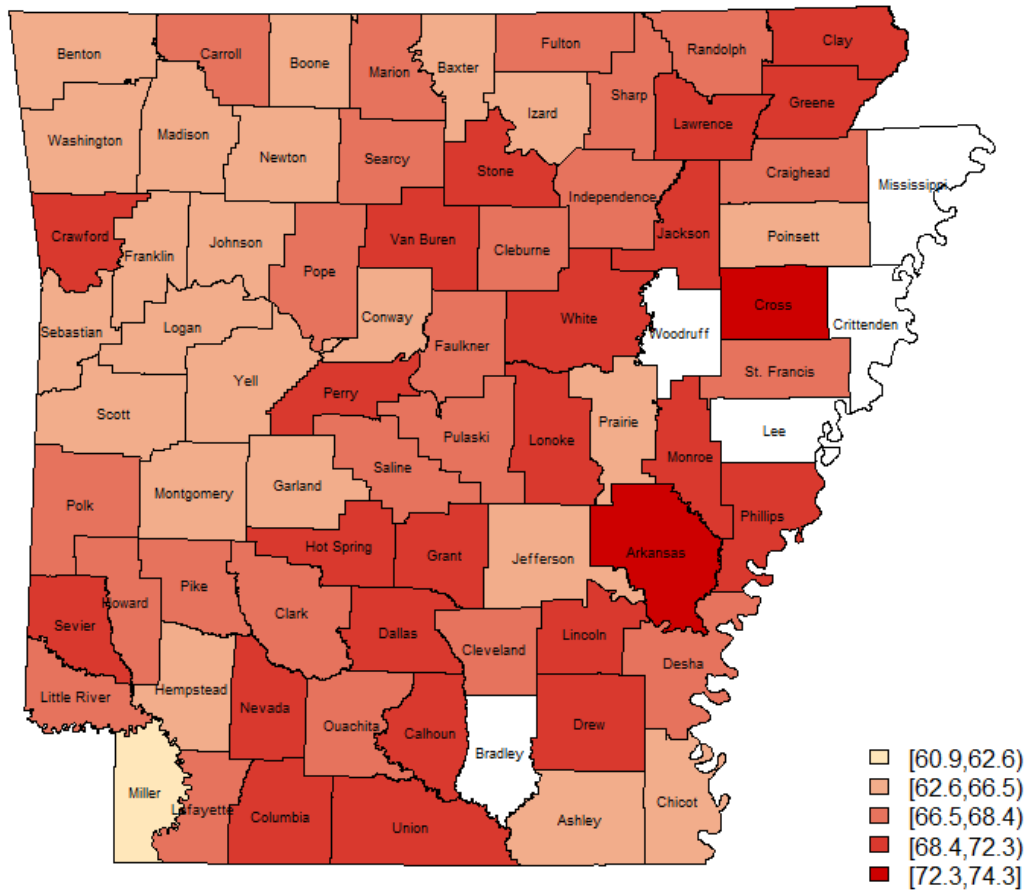 Benton
Carroll
Boone
Marion
Baxter
Fulton
Randolph
Clay
Sharp
Izard
Greene
Lawrence
Washington
Madison
Newton
Searcy
Stone
Independence
Craighead
Mississippi
Crawford
Franklin
Johnson
Pope
Van Buren
Cleburne
Jackson
Poinsett
Sebastian
Logan
Conway
Faulkner
White
Woodruff
Cross
Crittenden
Scott
Yell
Perry
Pulaski
Lonoke
Prairie
St. Franis
Lee
Polk
Montgomery
Garland
Saline
Monroe
Phillips
Hot Spring
Grant
Jefferson
Arkansas
Sevier
Howard
Pike
Clark
Dallas
Cleveland
Lincoln
Desha
Little River
Hempstead
Nevada
Ouachita
Calhoun
Bradley
Drew
Miller
Lafayette
Columbia
Union
Ashley
Chicot
[60.9,62.6)
[62.6,66.5)
[66.5,68.4)
[68.4,72.3)
[72.3,74.3]